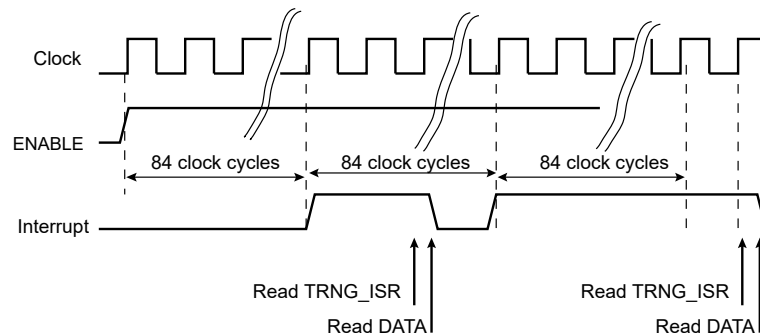 Clock
ENABLE
84 clock cycles 84 clock cycles 84 clock cycles
Interrupt
Read TRNG_ISR Read TRNG_ISR
Read DATA Read DATA